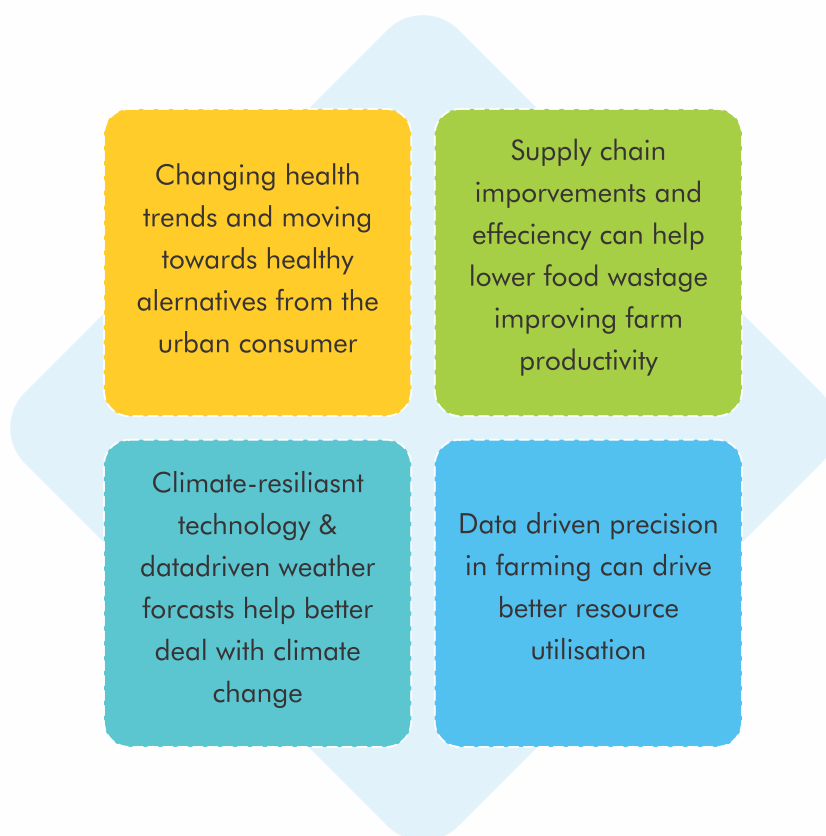 Changing health
trends and moving
towards healthy
alernatives from the
urban consumer
Supply chain
imporvements and
effeciency can help
lower food wastage
improving farm
productivity
Climate-resiliasnt
technology &
datadriven weather
forcasts help better
deal with climate
change
Data driven precision
in farming can drive
better resource
utilisation